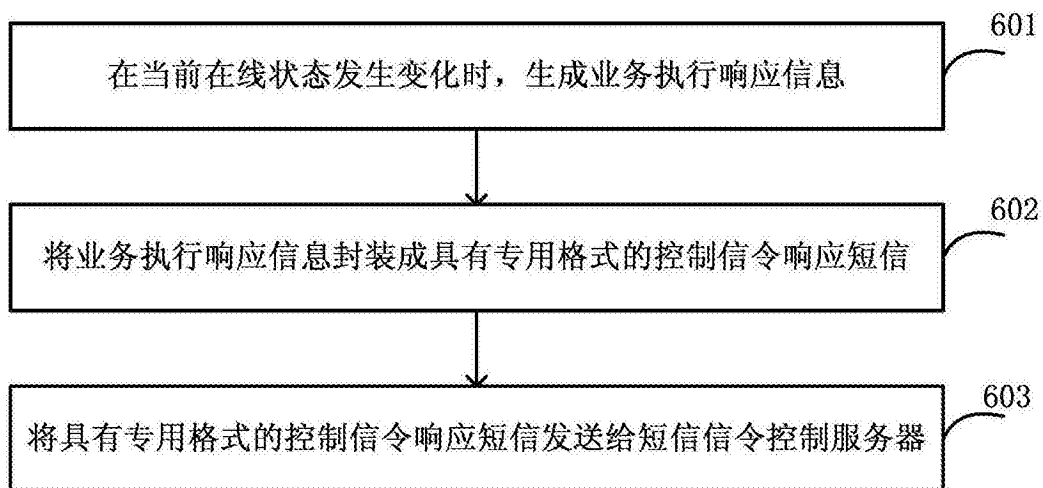 601
在当前在线状态发生变化时，生成业务执行响应信息
602
将业务执行响应信息封装成具有专用格式的控制信令响应短信
603
将具有专用格式的控制信令响应短信发送给短信信令控制服务器